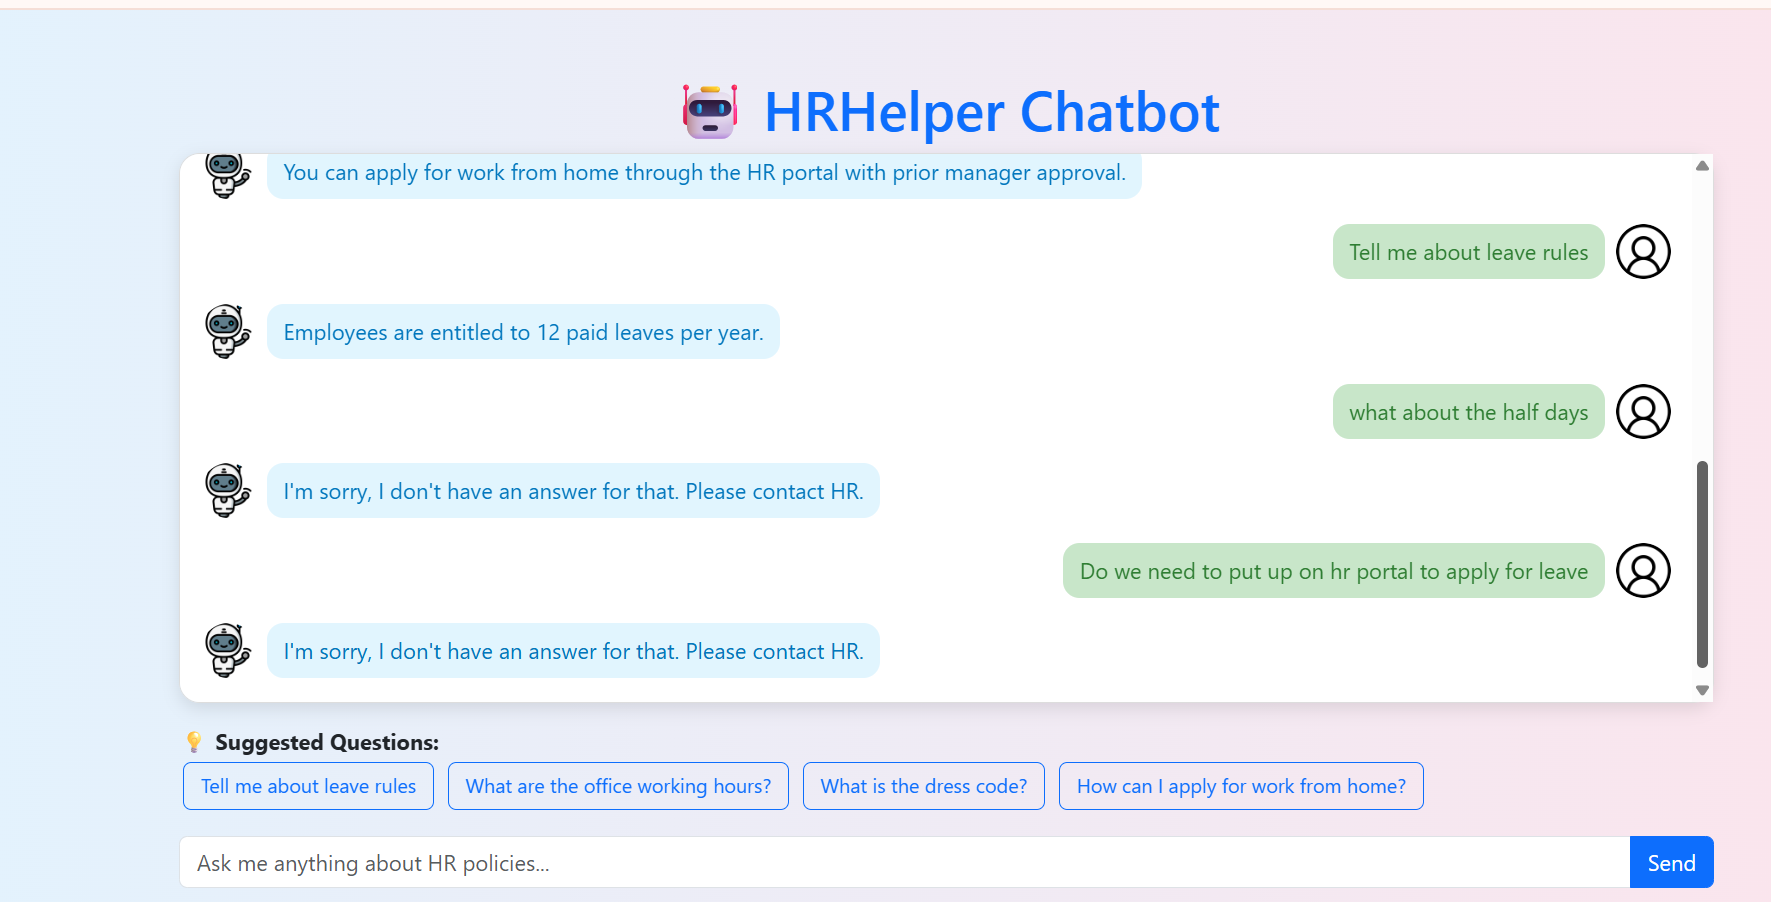 HRHelper Chatbot
You can apply for work from home through the HR portal with prior manager approval.
Tell me about leave rules
Employees are entitled to 12 paid leaves per year.
what about the half days
I'm sorry, I don't have an answer for that. Please contact HR.
Do we need to put up on hr portal to apply for leave
I'm sorry, I don't have an answer for that. Please contact HR.
Suggested Questions:
Tell me about leave rules
What are the office working hours?
What is the dress code?
How can I apply for work from home?
Ask me anything about HR policies...
Send